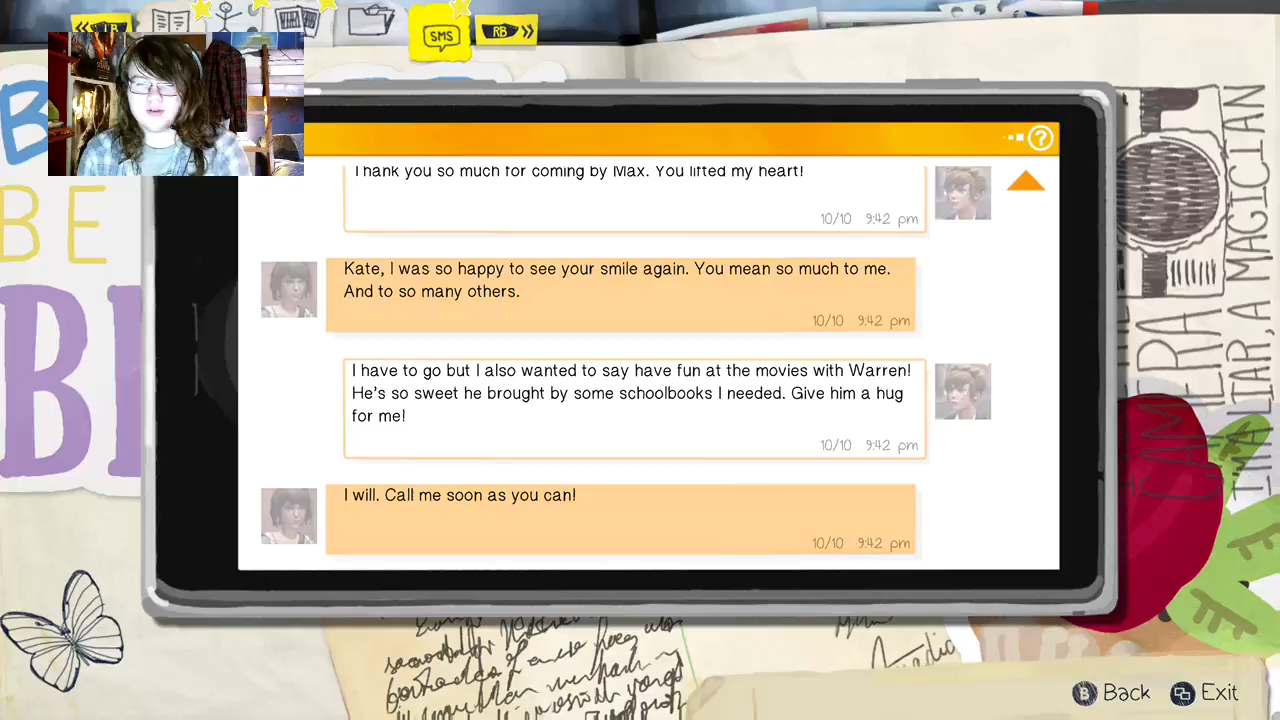 LB
SMS
RB
?
Thank you so much for coming by Max. You lifted my heart!
10/10 9:42 pm
Kate, I was so happy to see your smile again. You mean so much to me.
And to so many others.
10/10 9:42 pm
I have to go but I also wanted to say have fun at the movies with Warren!
He's so sweet he brought by some schoolbooks I needed. Give him a hug
for me!
10/10 9:42 pm
I will. Call me soon as you can!
10/10 9:42 pm
BE
I'M A LIAR, A MAGICIAN
B Back
Exit